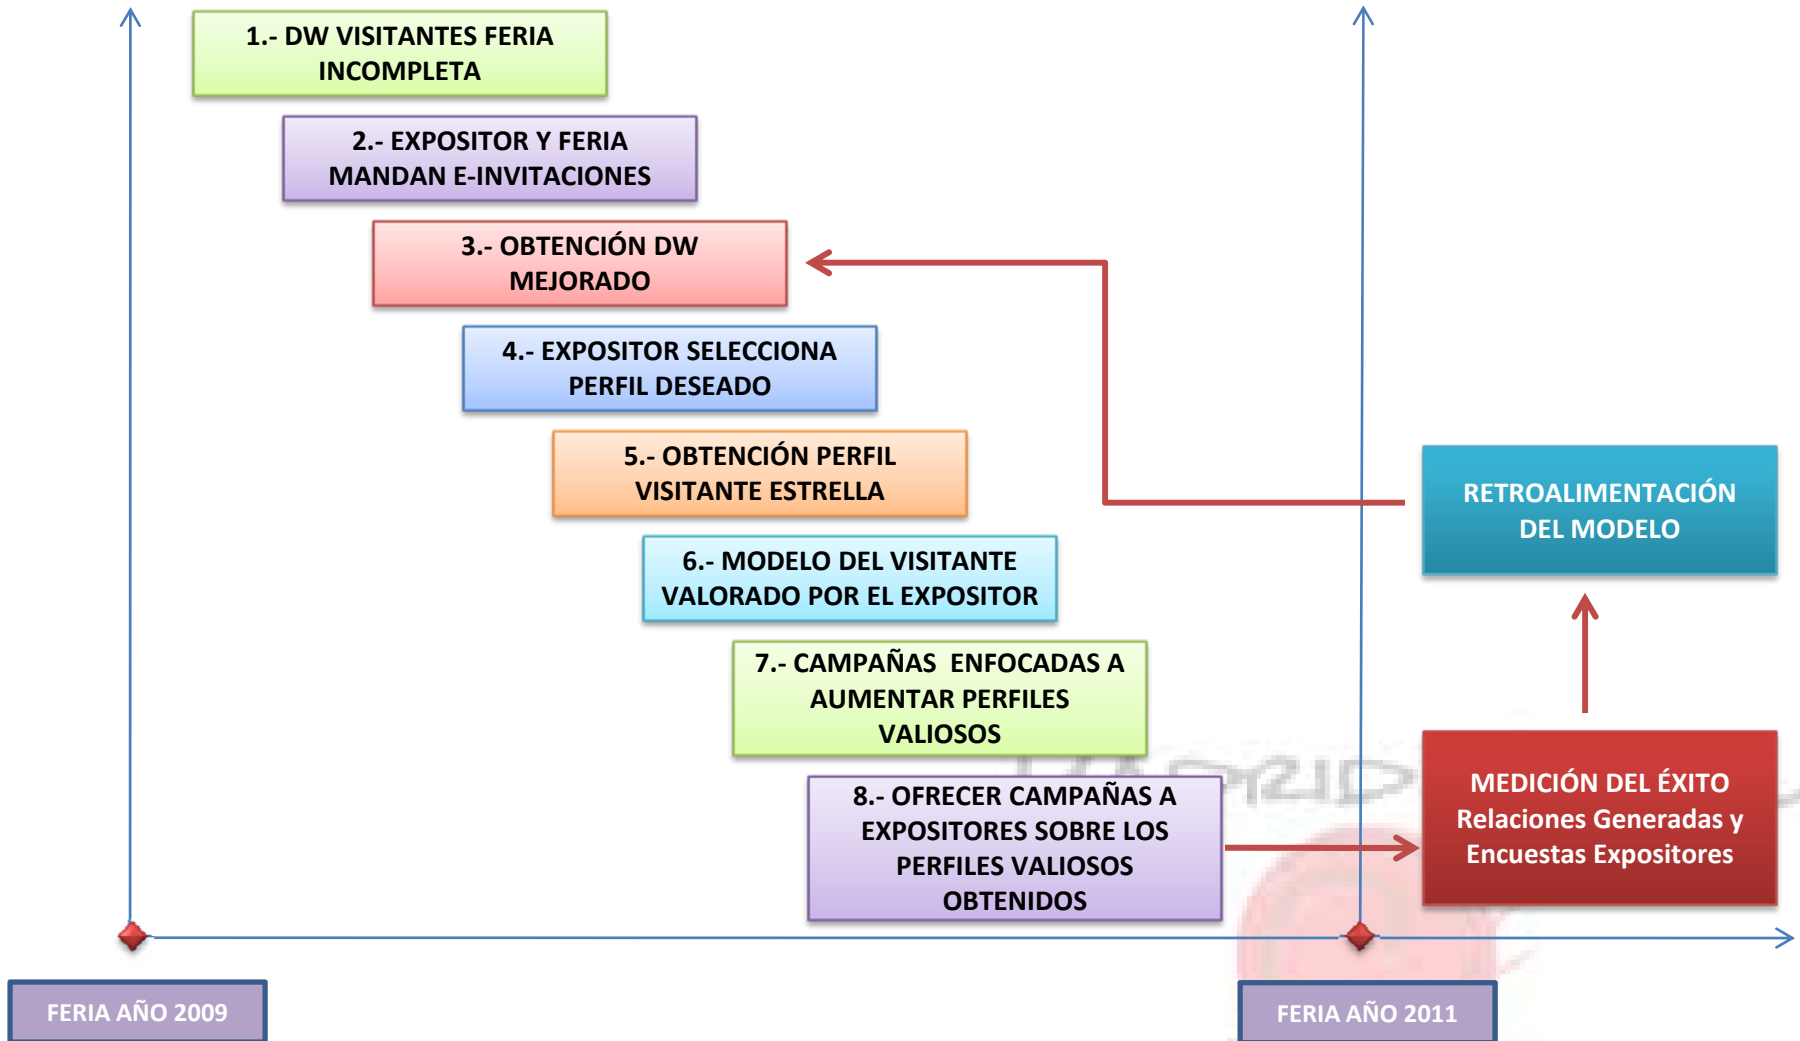 1.- DW VISITANTES FERIA
INCOMPLETA
2.- EXPOSITOR Y FERIA
MANDAN E-INVITACIONES
3.- OBTENCIÓN DW
MEJORADO
4.- EXPOSITOR SELECCIONA
PERFIL DESEADO
5.- OBTENCIÓN PERFIL
VISITANTE ESTRELLA
6.- MODELO DEL VISITANTE
VALORADO POR EL EXPOSITOR
7.- CAMPAÑAS  ENFOCADAS A
AUMENTAR PERFILES
VALIOSOS
8.- OFRECER CAMPAÑAS A
EXPOSITORES SOBRE LOS
PERFILES VALIOSOS
OBTENIDOS
RETROALIMENTACIÓN
DEL MODELO
MEDICIÓN DEL ÉXITO
Relaciones Generadas y
Encuestas Expositores
FERIA AÑO 2009
FERIA AÑO 2011